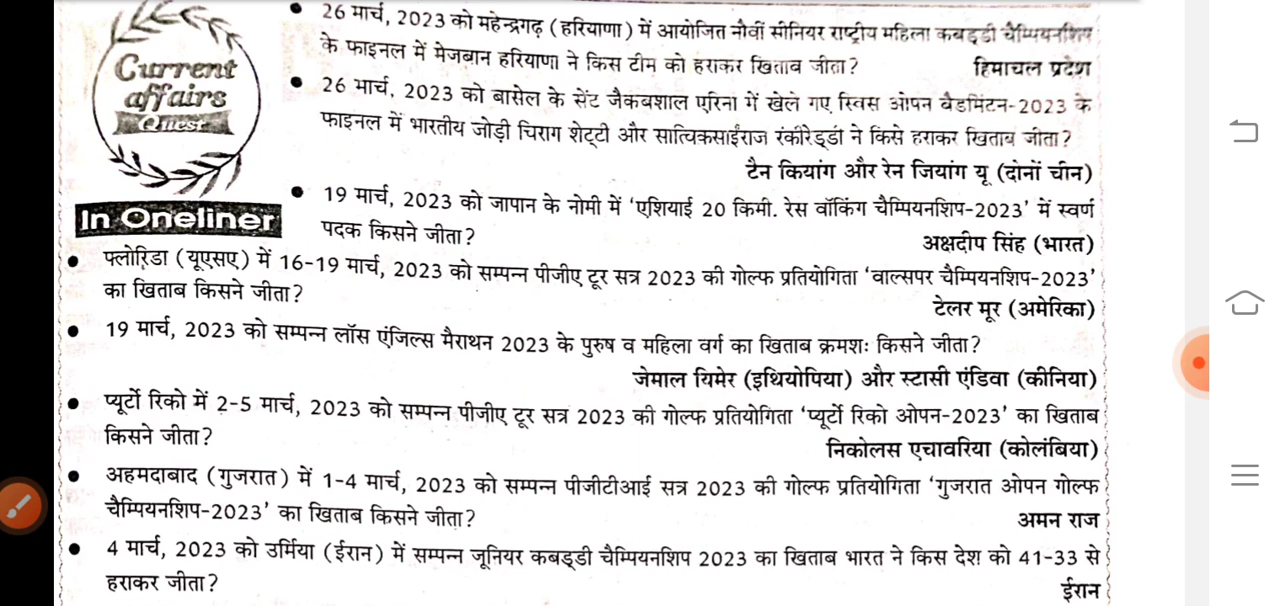 Current
affairs
Quest
In Oneliner
• 26 मार्च, 2023 को महेन्द्रगढ़ (हरियाणा) में आयोजित नौवीं सीनियर राष्ट्रीय महिला कबड्डी चैम्पियनशिप
के फाइनल में मेजबान हरियाणा ने किस टीम को हराकर खिताब जीता?
हिमाचल प्रदेश
• 26 मार्च, 2023 को बासेल के सेंट जैकबशाल एरिना में खेले गए स्विस ओपन बैडमिंटन-2023 के
फाइनल में भारतीय जोड़ी चिराग शेट्टी और सात्विकसाईंराज रंकीरेड्डी ने किसे हराकर खिताब जीता?
टैन कियांग और रेन जियांग यू (दोनों चीन)
• 19 मार्च, 2023 को जापान के नोमी में ‘एशियाई 20 किमी. रेस वॉकिंग चैम्पियनशिप-2023’ में स्वर्ण
पदक किसने जीता?
अक्षदीप सिंह (भारत)
• फ्लोरिडा (यूएसए) में 16-19 मार्च, 2023 को सम्पन्न पीजीए टूर सत्र 2023 की गोल्फ प्रतियोगिता ‘वाल्सपर चैम्पियनशिप-2023’
का खिताब किसने जीता?
टेलर मूर (अमेरिका)
• 19 मार्च, 2023 को सम्पन्न लॉस एंजिल्स मैराथन 2023 के पुरुष व महिला वर्ग का खिताब क्रमशः किसने जीता?
जेमाल यिमेर (इथियोपिया) और स्टासी एंडिवा (कीनिया)
• प्यूर्टो रिको में 2-5 मार्च, 2023 को सम्पन्न पीजीए टूर सत्र 2023 की गोल्फ प्रतियोगिता ‘प्यूर्टो रिको ओपन-2023’ का खिताब
किसने जीता?
निकोलस एचावरिया (कोलंबिया)
• अहमदाबाद (गुजरात) में 1-4 मार्च, 2023 को सम्पन्न पीजीटीआई सत्र 2023 की गोल्फ प्रतियोगिता ‘गुजरात ओपन गोल्फ
चैम्पियनशिप-2023’ का खिताब किसने जीता?
अमन राज
• 4 मार्च, 2023 को उर्मिया (ईरान) में सम्पन्न जूनियर कबड्डी चैम्पियनशिप 2023 का खिताब भारत ने किस देश को 41-33 से
हराकर जीता?
ईरान